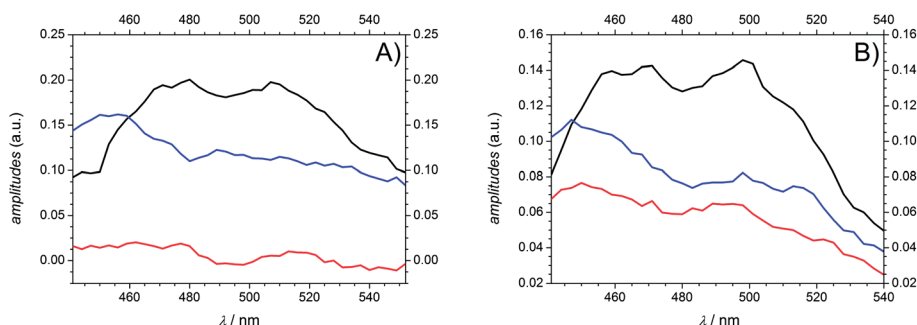 460 480 500 520 540
0.25 0.25
A)
0.20 0.20
0.15 0.15
0.10 0.10
0.05 0.05
0.00 0.00
amplitudes (a.u.)
460 480 500 520 540
λ / nm
460 480 500 520 540
0.16 0.16
B)
0.14 0.14
0.12 0.12
0.10 0.10
0.08 0.08
0.06 0.06
0.04 0.04
0.02 0.02
amplitudes (a.u.)
460 480 500 520 540
λ / nm